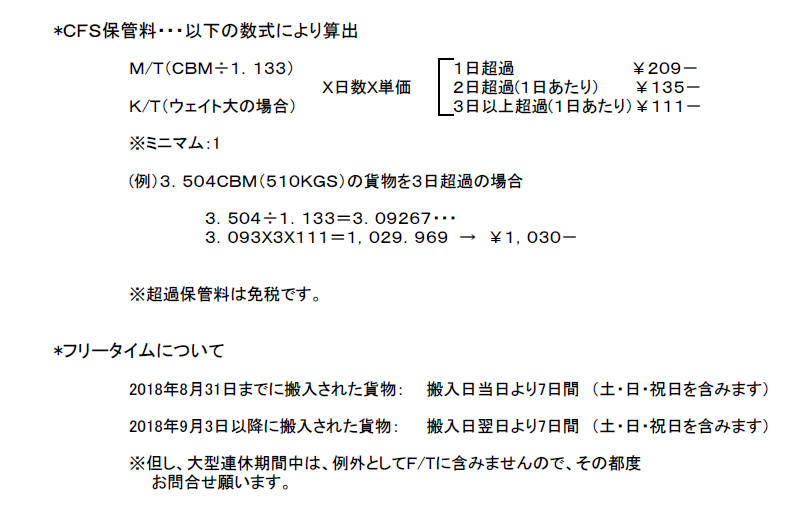 *CFS保管料・・・以下の数式により算出
M/T(CBM÷1.133)
X日数X単価
K/T(ウェイト大の場合)
1日超過 ￥209－
2日超過(1日あたり) ￥135－
3日以上超過(1日あたり)￥111－
※ミニマム:1
(例)3.504CBM(510KGS)の貨物を3日超過の場合
3.504÷1.133＝3.09267・・・
3.093X3X111＝1,029.969 → ￥1,030－
※超過保管料は免税です。
*フリータイムについて
2018年8月31日までに搬入された貨物: 搬入日当日より7日間 (土・日・祝日を含みます)
2018年9月3日以降に搬入された貨物: 搬入日翌日より7日間 (土・日・祝日を含みます)
※但し、大型連休期間中は、例外としてF/Tに含みませんので、その都度
お問合せ願います。